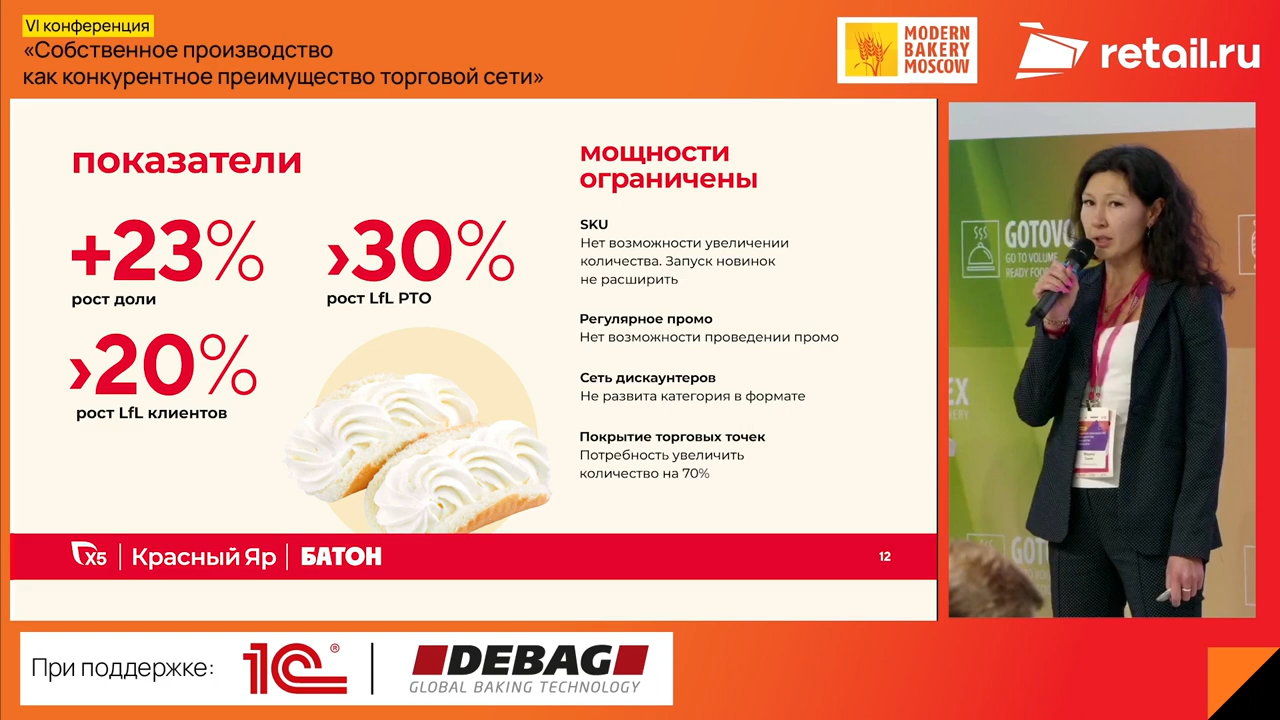 VI конференция
«Собственное производство
как конкурентное преимущество торговой сети»
MODERN
BAKERY
MOSCOW
retail.ru
показатели
+23%
рост доли
›30%
рост LfL РТО
›20%
рост LfL клиентов
мощности
ограничены
SKU
Нет возможности увеличении
количества. Запуск новинок
не расширить
Регулярное промо
Нет возможности проведении промо
Сеть дискаунтеров
Не развита категория в формате
Покрытие торговых точек
Потребность увеличить
количество на 70%
X5 | Красный Яр | БАТОН
12
GOTOVO
GO TO VOLUME
READY FOOD
EX
GOT
При поддержке:
1С®
DEBAG
GLOBAL BAKING TECHNOLOGY